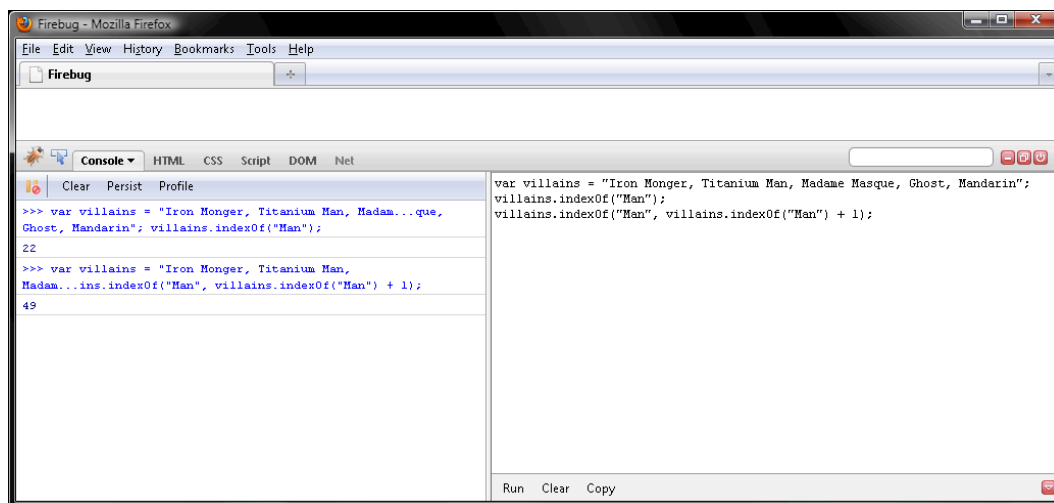 Firebug - Mozilla Firefox
File Edit View History Bookmarks Tools Help
Firebug
Console HTML CSS Script DOM Net
Clear Persist Profile
>>> var villains = "Iron Monger, Titanium Man, Madam...que,
Ghost, Mandarin"; villains.indexOf("Man");
22
>>> var villains = "Iron Monger, Titanium Man,
Madam...ins.indexOf("Man", villains.indexOf("Man") + 1);
49
var villains = "Iron Monger, Titanium Man, Madame Masque, Ghost, Mandarin";
villains.indexOf("Man");
villains.indexOf("Man", villains.indexOf("Man") + 1);
Run Clear Copy